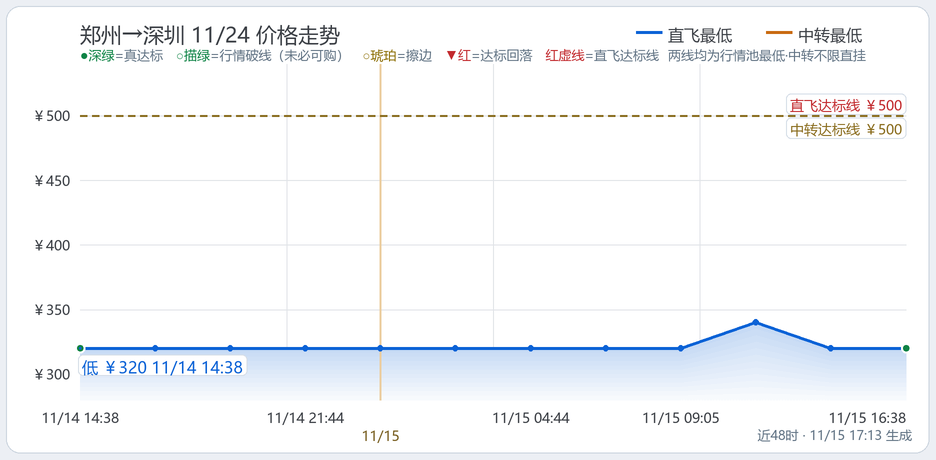 郑州→深圳 11/24 价格走势
直飞最低 中转最低
●深绿=真达标 ○描绿=行情破线（未必可购） ○琥珀=擦边 ▼红=达标回落 红虚线=直飞达标线 两线均为行情池最低·中转不限直挂
¥500
直飞达标线 ¥500
中转达标线 ¥500
¥450
¥400
¥350
¥300
低 ¥320 11/14 14:38
11/14 14:38 11/14 21:44 11/15 04:44 11/15 09:05 11/15 16:38
11/15
近48时 · 11/15 17:13 生成